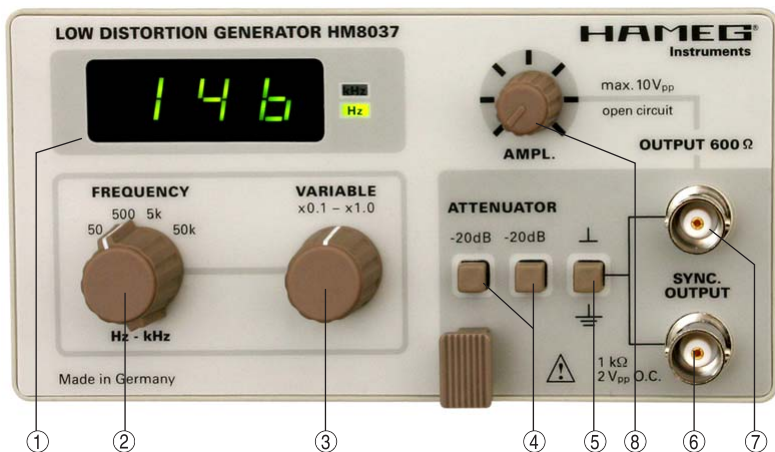 LOW DISTORTION GENERATOR HM8037
HAMEG®
Instruments
146
kHz
Hz
max. 10Vpp
open circuit
AMPL.
OUTPUT 600 Ω
FREQUENCY
50 500 5k 50k
Hz - kHz
VARIABLE
x0.1 – x1.0
ATTENUATOR
-20dB -20dB
SYNC.
OUTPUT
1 kΩ
2 Vpp O.C.
Made in Germany
① ② ③ ④ ⑤ ⑧ ⑥ ⑦